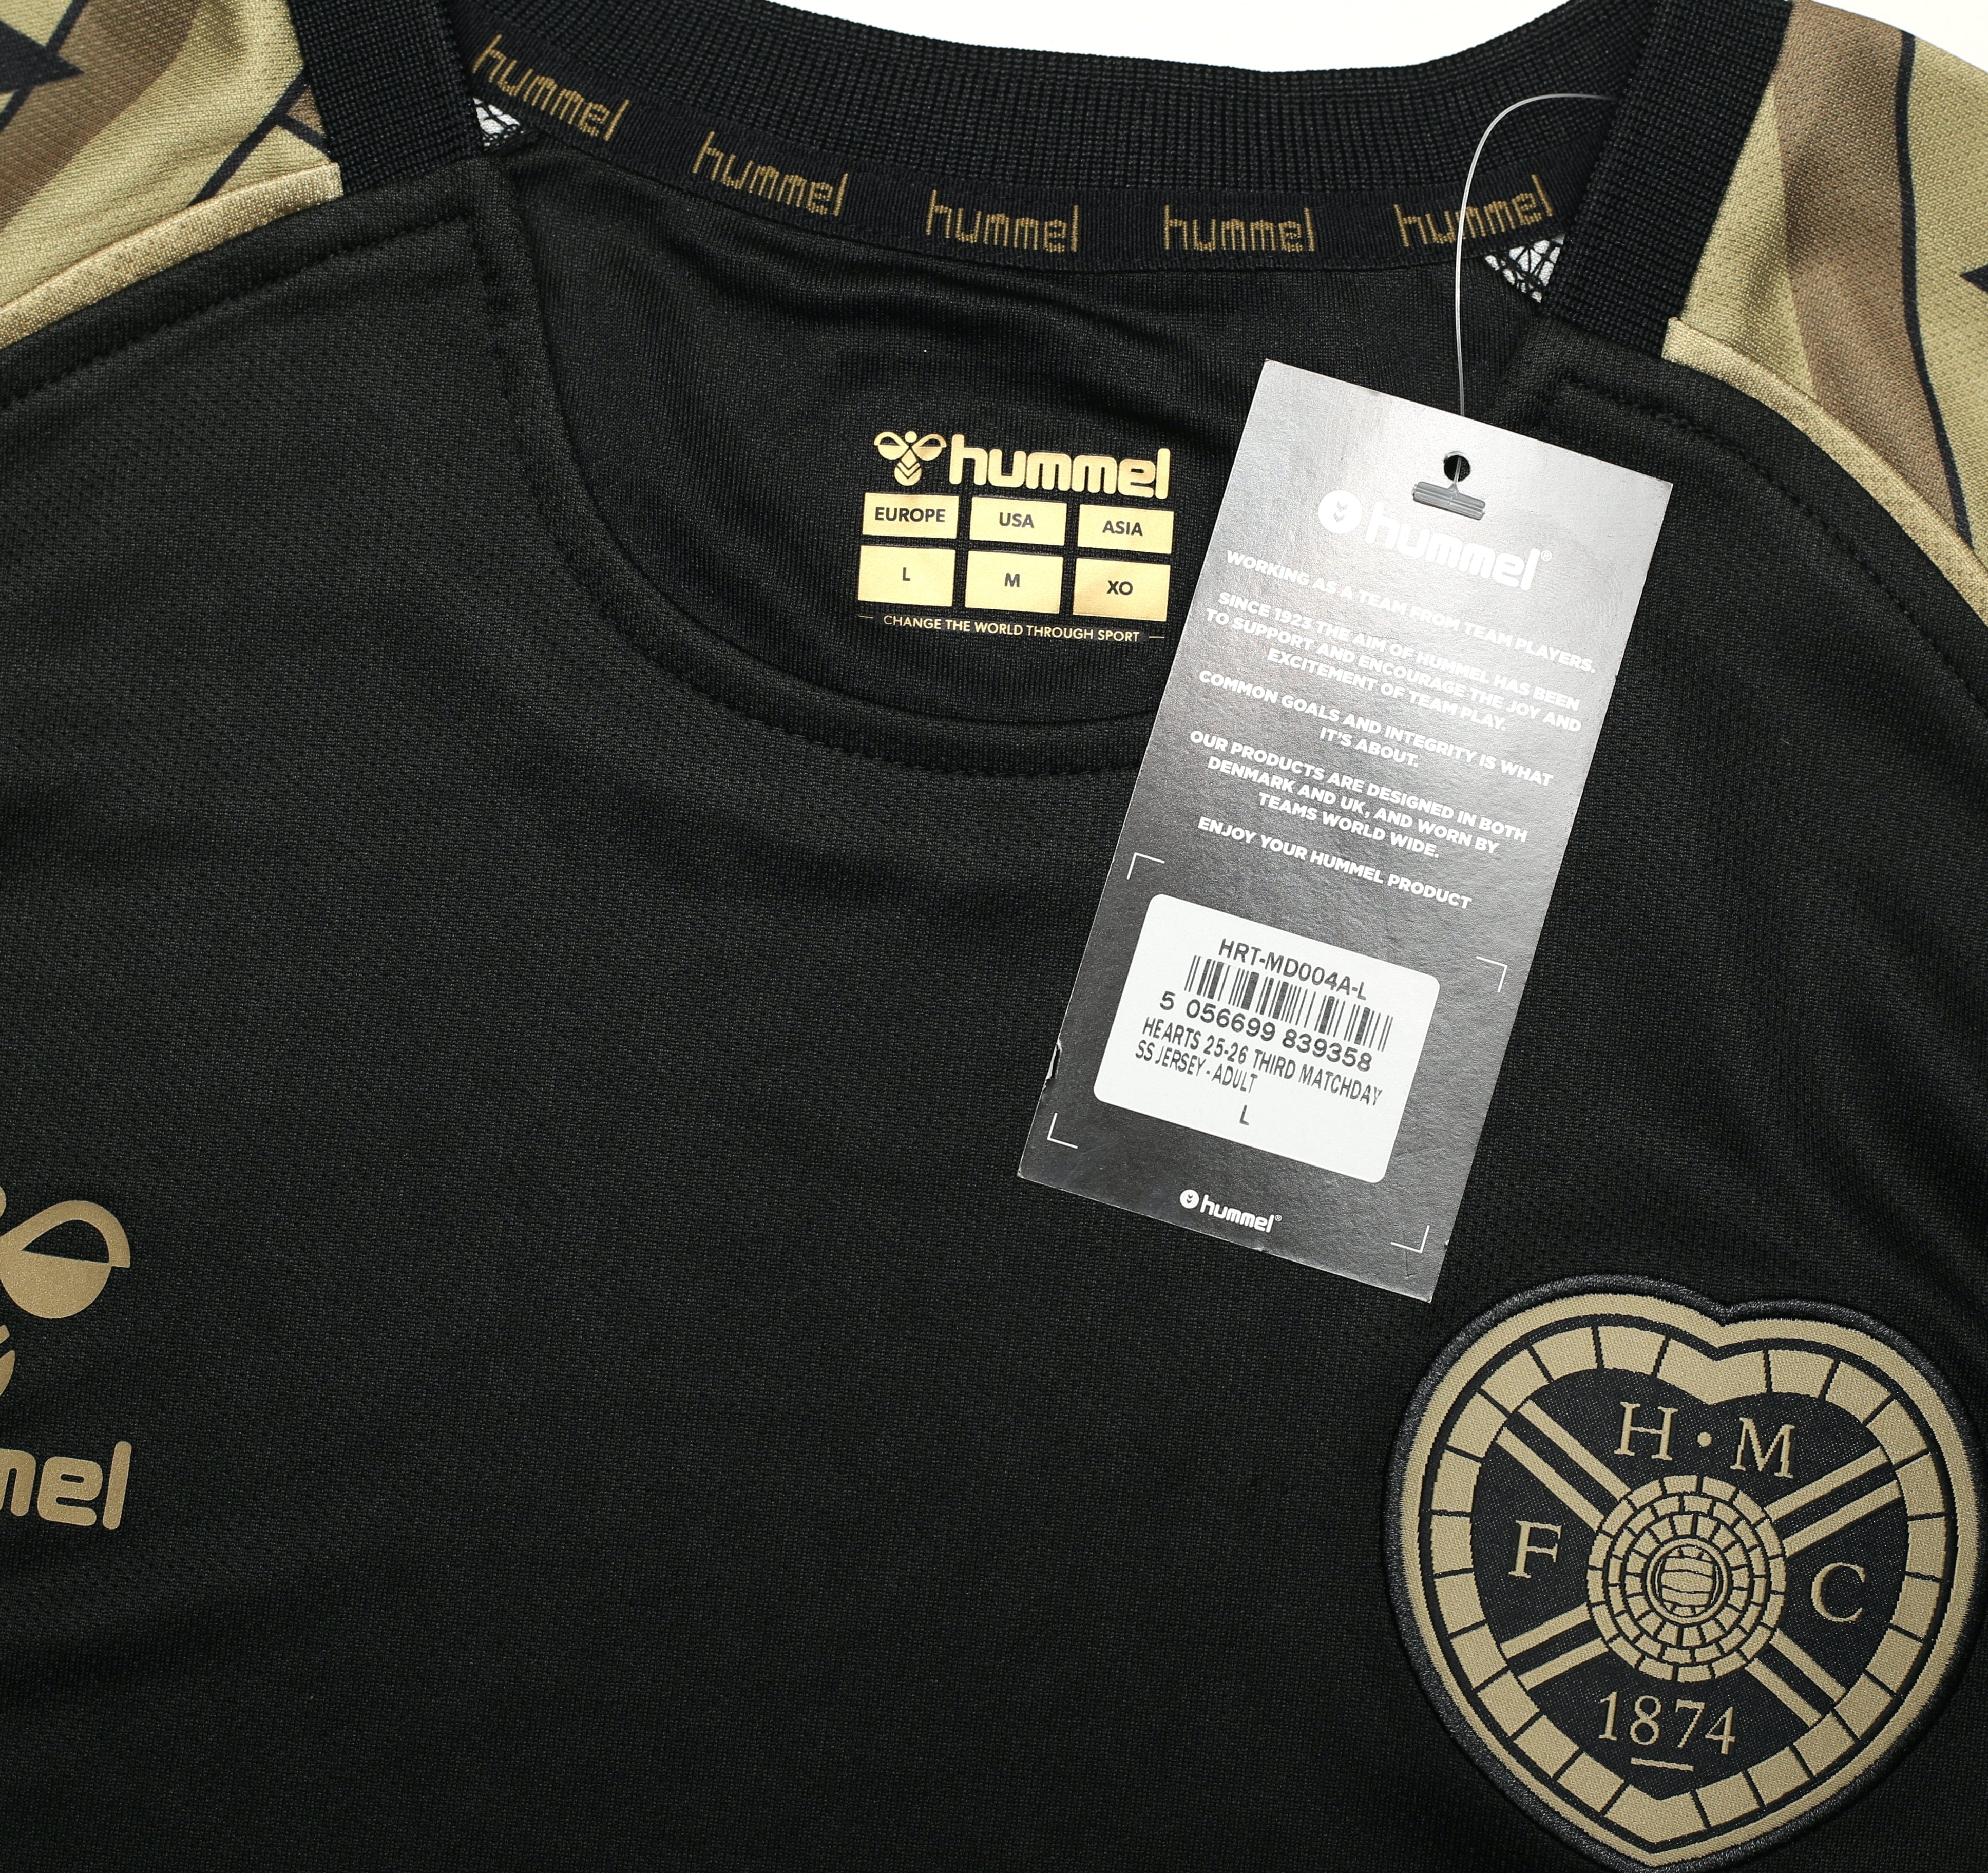 hummel
hummel
hummel
hummel
hummel
hummel
EUROPE USA ASIA
L M XO
CHANGE THE WORLD THROUGH SPORT
hummel®
WORKING AS A TEAM FROM TEAM PLAYERS.
SINCE 1923 THE AIM OF HUMMEL HAS BEEN
TO SUPPORT AND ENCOURAGE THE JOY AND
EXCITEMENT OF TEAM PLAY.
COMMON GOALS AND INTEGRITY IS WHAT
IT'S ABOUT.
OUR PRODUCTS ARE DESIGNED IN BOTH
DENMARK AND UK, AND WORN BY
TEAMS WORLD WIDE.
ENJOY YOUR HUMMEL PRODUCT
HRT-MD004A-L
5 056699 839358
HEARTS 25-26 THIRD MATCHDAY
SS JERSEY - ADULT
L
hummel®
mel
H·M
F C
1874